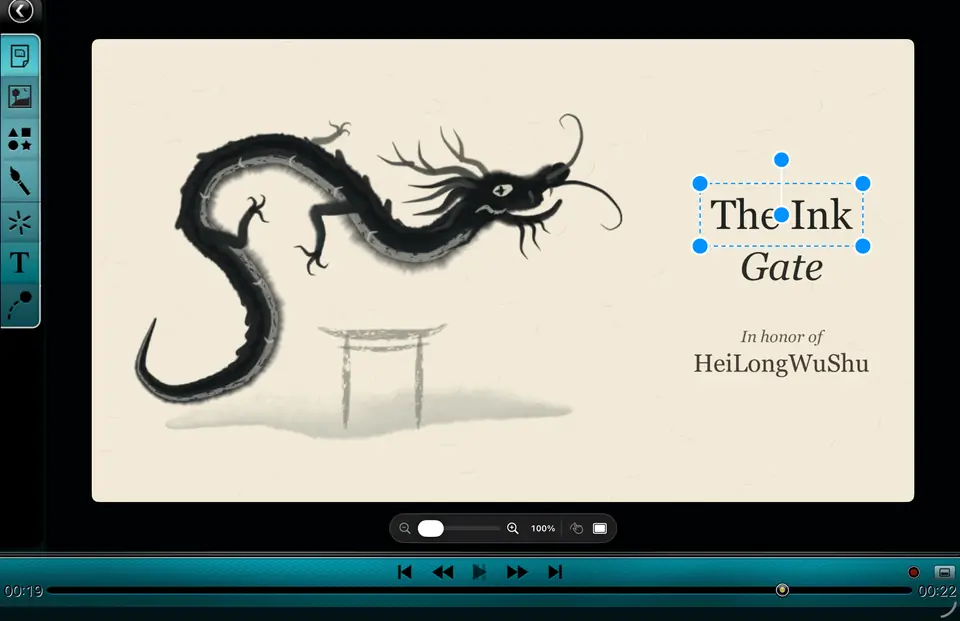 The Ink
Gate
In honor of
HeiLongWuShu
T
100%
00:19
00:22